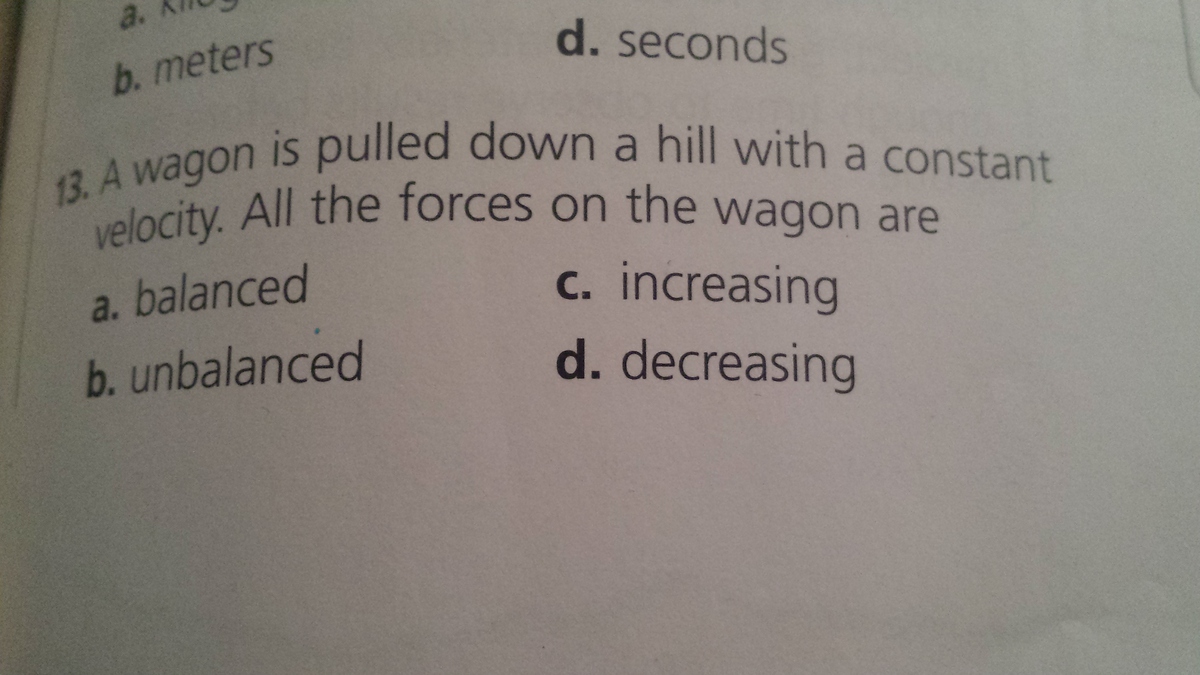 a.
b. meters
d. seconds
13. A wagon is pulled down a hill with a constant
velocity. All the forces on the wagon are
a. balanced
c. increasing
b. unbalanced
d. decreasing